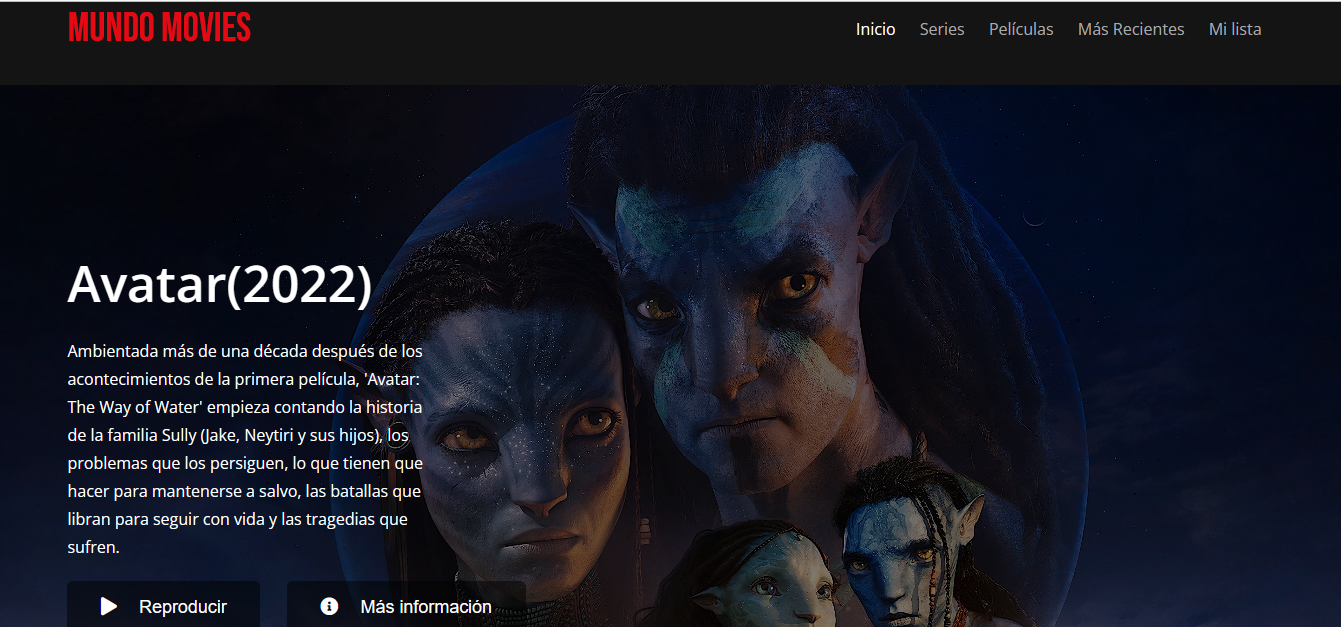 MUNDO MOVIES
Inicio Series Películas Más Recientes Mi lista
Avatar(2022)
Ambientada más de una década después de los
acontecimientos de la primera película, 'Avatar:
The Way of Water' empieza contando la historia
de la familia Sully (Jake, Neytiri y sus hijos), los
problemas que los persiguen, lo que tienen que
hacer para mantenerse a salvo, las batallas que
libran para seguir con vida y las tragedias que
sufren.
Reproducir Más información